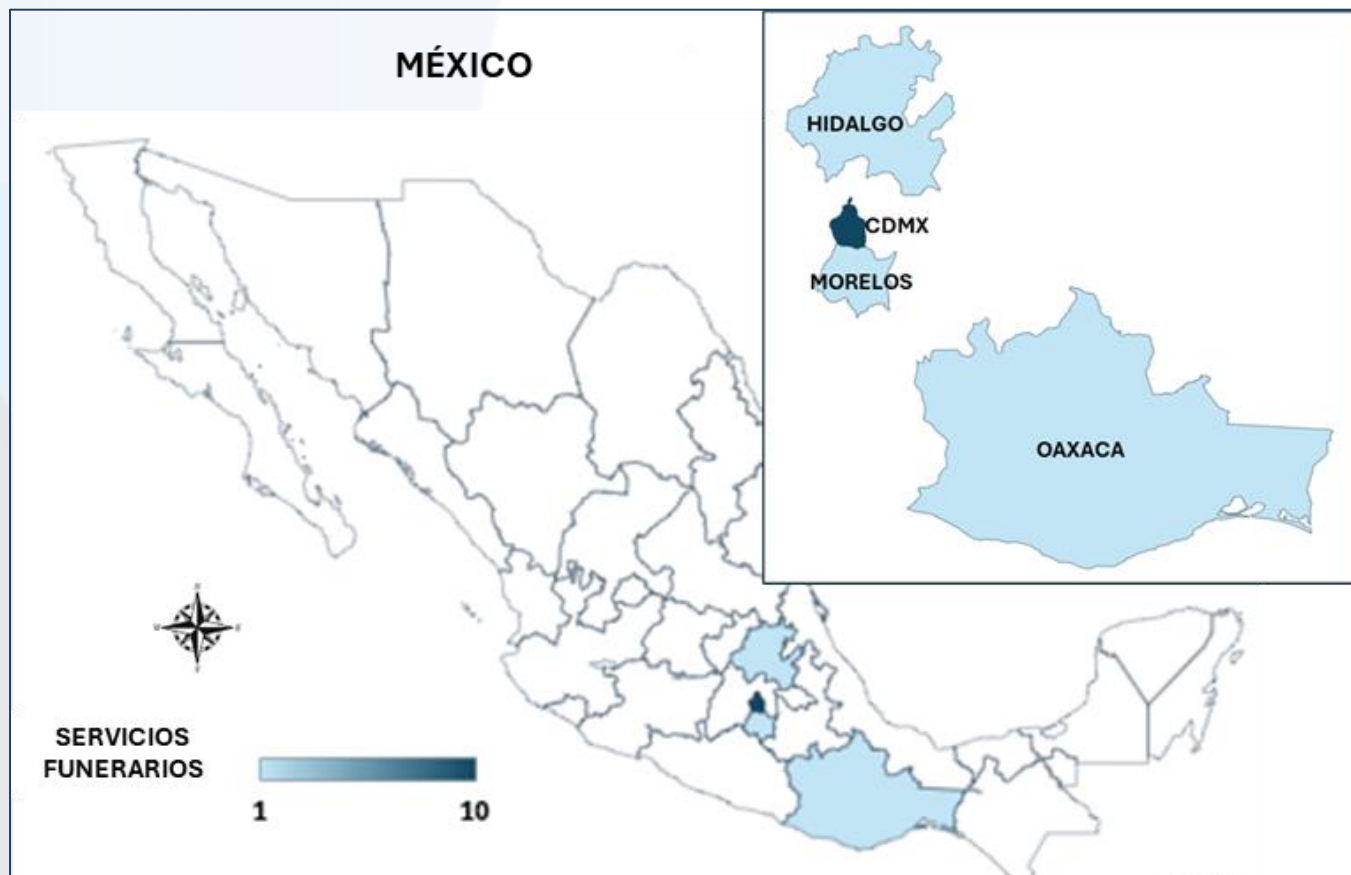 MÉXICO
HIDALGO
CDMX
MORELOS
OAXACA
SERVICIOS
FUNERARIOS
1
10